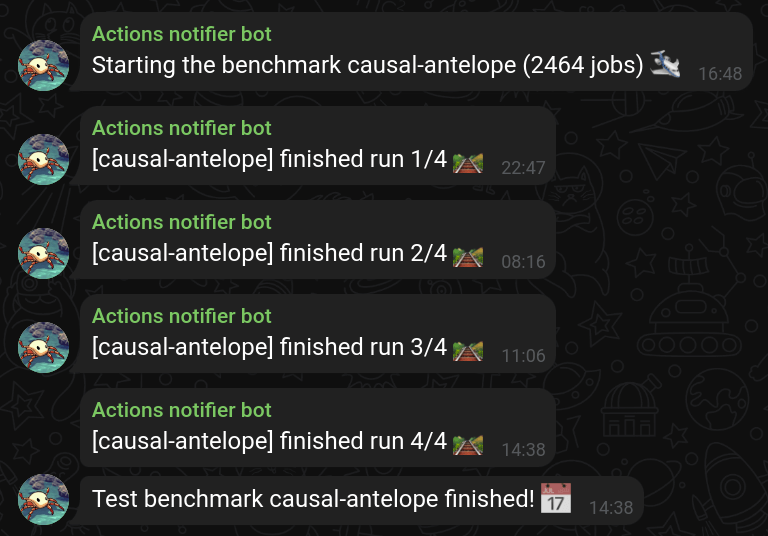 Actions notifier bot
Starting the benchmark causal-antelope (2464 jobs) 🛩️ 16:48
Actions notifier bot
[causal-antelope] finished run 1/4 🛤️ 22:47
Actions notifier bot
[causal-antelope] finished run 2/4 🛤️ 08:16
Actions notifier bot
[causal-antelope] finished run 3/4 🛤️ 11:06
Actions notifier bot
[causal-antelope] finished run 4/4 🛤️ 14:38
Test benchmark causal-antelope finished! 📅 14:38